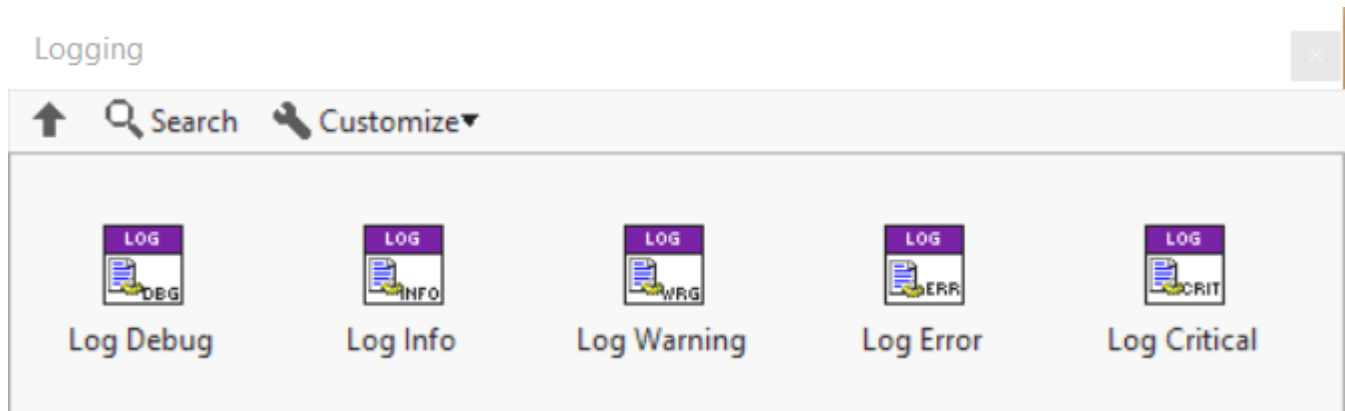 Logging
Search Customize
LOG LOG LOG LOG LOG
DBG INFO WRG ERR CRIT
Log Debug Log Info Log Warning Log Error Log Critical